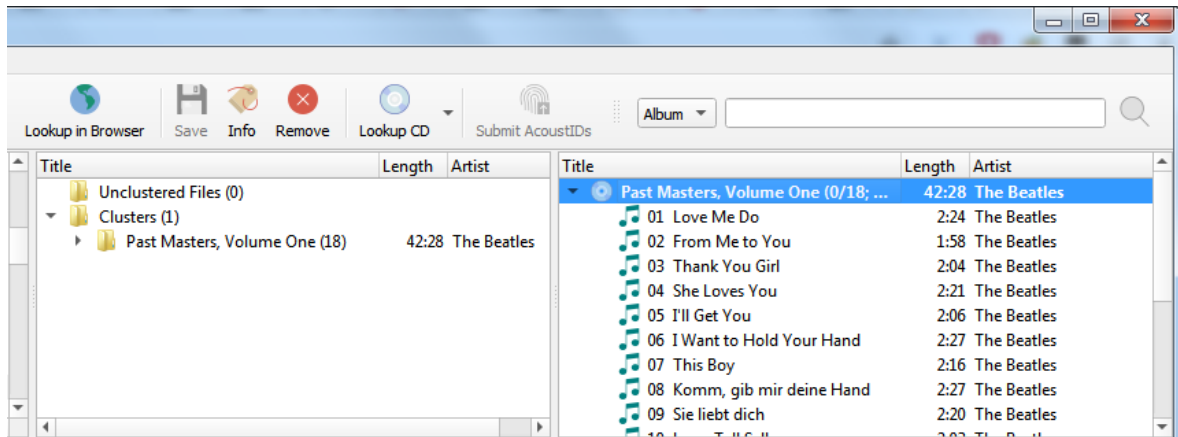 Lookup in Browser Save Info Remove Lookup CD Submit AcoustIDs Album
Title Length Artist
Unclustered Files (0)
Clusters (1)
Past Masters, Volume One (18) 42:28 The Beatles
Title Length Artist
Past Masters, Volume One (0/18; ... 42:28 The Beatles
01 Love Me Do 2:24 The Beatles
02 From Me to You 1:58 The Beatles
03 Thank You Girl 2:04 The Beatles
04 She Loves You 2:21 The Beatles
05 I'll Get You 2:06 The Beatles
06 I Want to Hold Your Hand 2:27 The Beatles
07 This Boy 2:16 The Beatles
08 Komm, gib mir deine Hand 2:27 The Beatles
09 Sie liebt dich 2:20 The Beatles